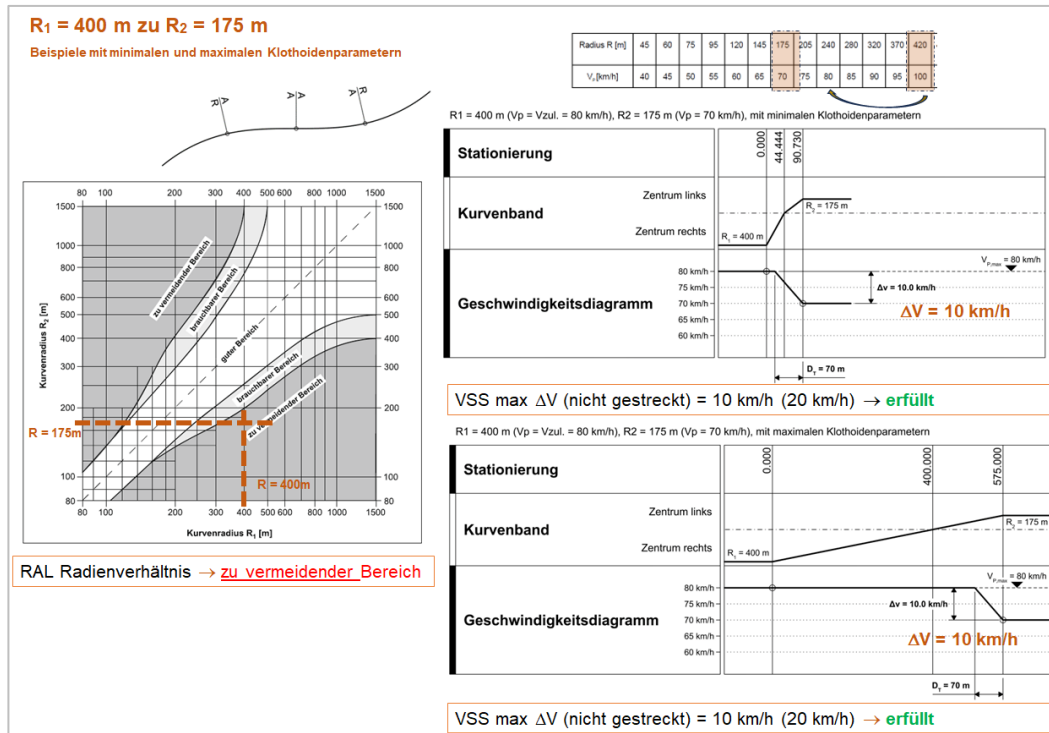 R1 = 400 m zu R2 = 175 m
Beispiele mit minimalen und maximalen Klothoidenparametern
A R
A A
R A
80 100 200 300 400 500 600 800 1000 1500
1500
1000
800
600
500
400
300
200
100
80
Kurvenradius R2 [m]
zu vermeidender Bereich
brauchbarer Bereich
guter Bereich
brauchbarer Bereich
zu vermeidender Bereich
R = 175m
R = 400m
80 100 200 300 400 500 600 800 1000 1500
Kurvenradius R1 [m]
RAL Radienverhältnis → zu vermeidender Bereich
Radius R [m] 45 60 75 95 120 145 175 205 240 280 320 370 420
VP [km/h] 40 45 50 55 60 65 70 75 80 85 90 95 100
R1 = 400 m (Vp = Vzul. = 80 km/h), R2 = 175 m (Vp = 70 km/h), mit minimalen Klothoidenparametern
Stationierung
0.000
44.444
90.730
Kurvenband
Zentrum links
Zentrum rechts
R1 = 400 m
R2 = 175 m
Geschwindigkeitsdiagramm
80 km/h
75 km/h
70 km/h
65 km/h
60 km/h
VP,max = 80 km/h
Δv = 10.0 km/h
ΔV = 10 km/h
DT = 70 m
VSS max ΔV (nicht gestreckt) = 10 km/h (20 km/h) → erfüllt
R1 = 400 m (Vp = Vzul. = 80 km/h), R2 = 175 m (Vp = 70 km/h), mit maximalen Klothoidenparametern
Stationierung
0.000
400.000
575.000
Kurvenband
Zentrum links
Zentrum rechts
R1 = 400 m
R2 = 175 m
Geschwindigkeitsdiagramm
80 km/h
75 km/h
70 km/h
65 km/h
60 km/h
VP,max = 80 km/h
Δv = 10.0 km/h
ΔV = 10 km/h
DT = 70 m
VSS max ΔV (nicht gestreckt) = 10 km/h (20 km/h) → erfüllt